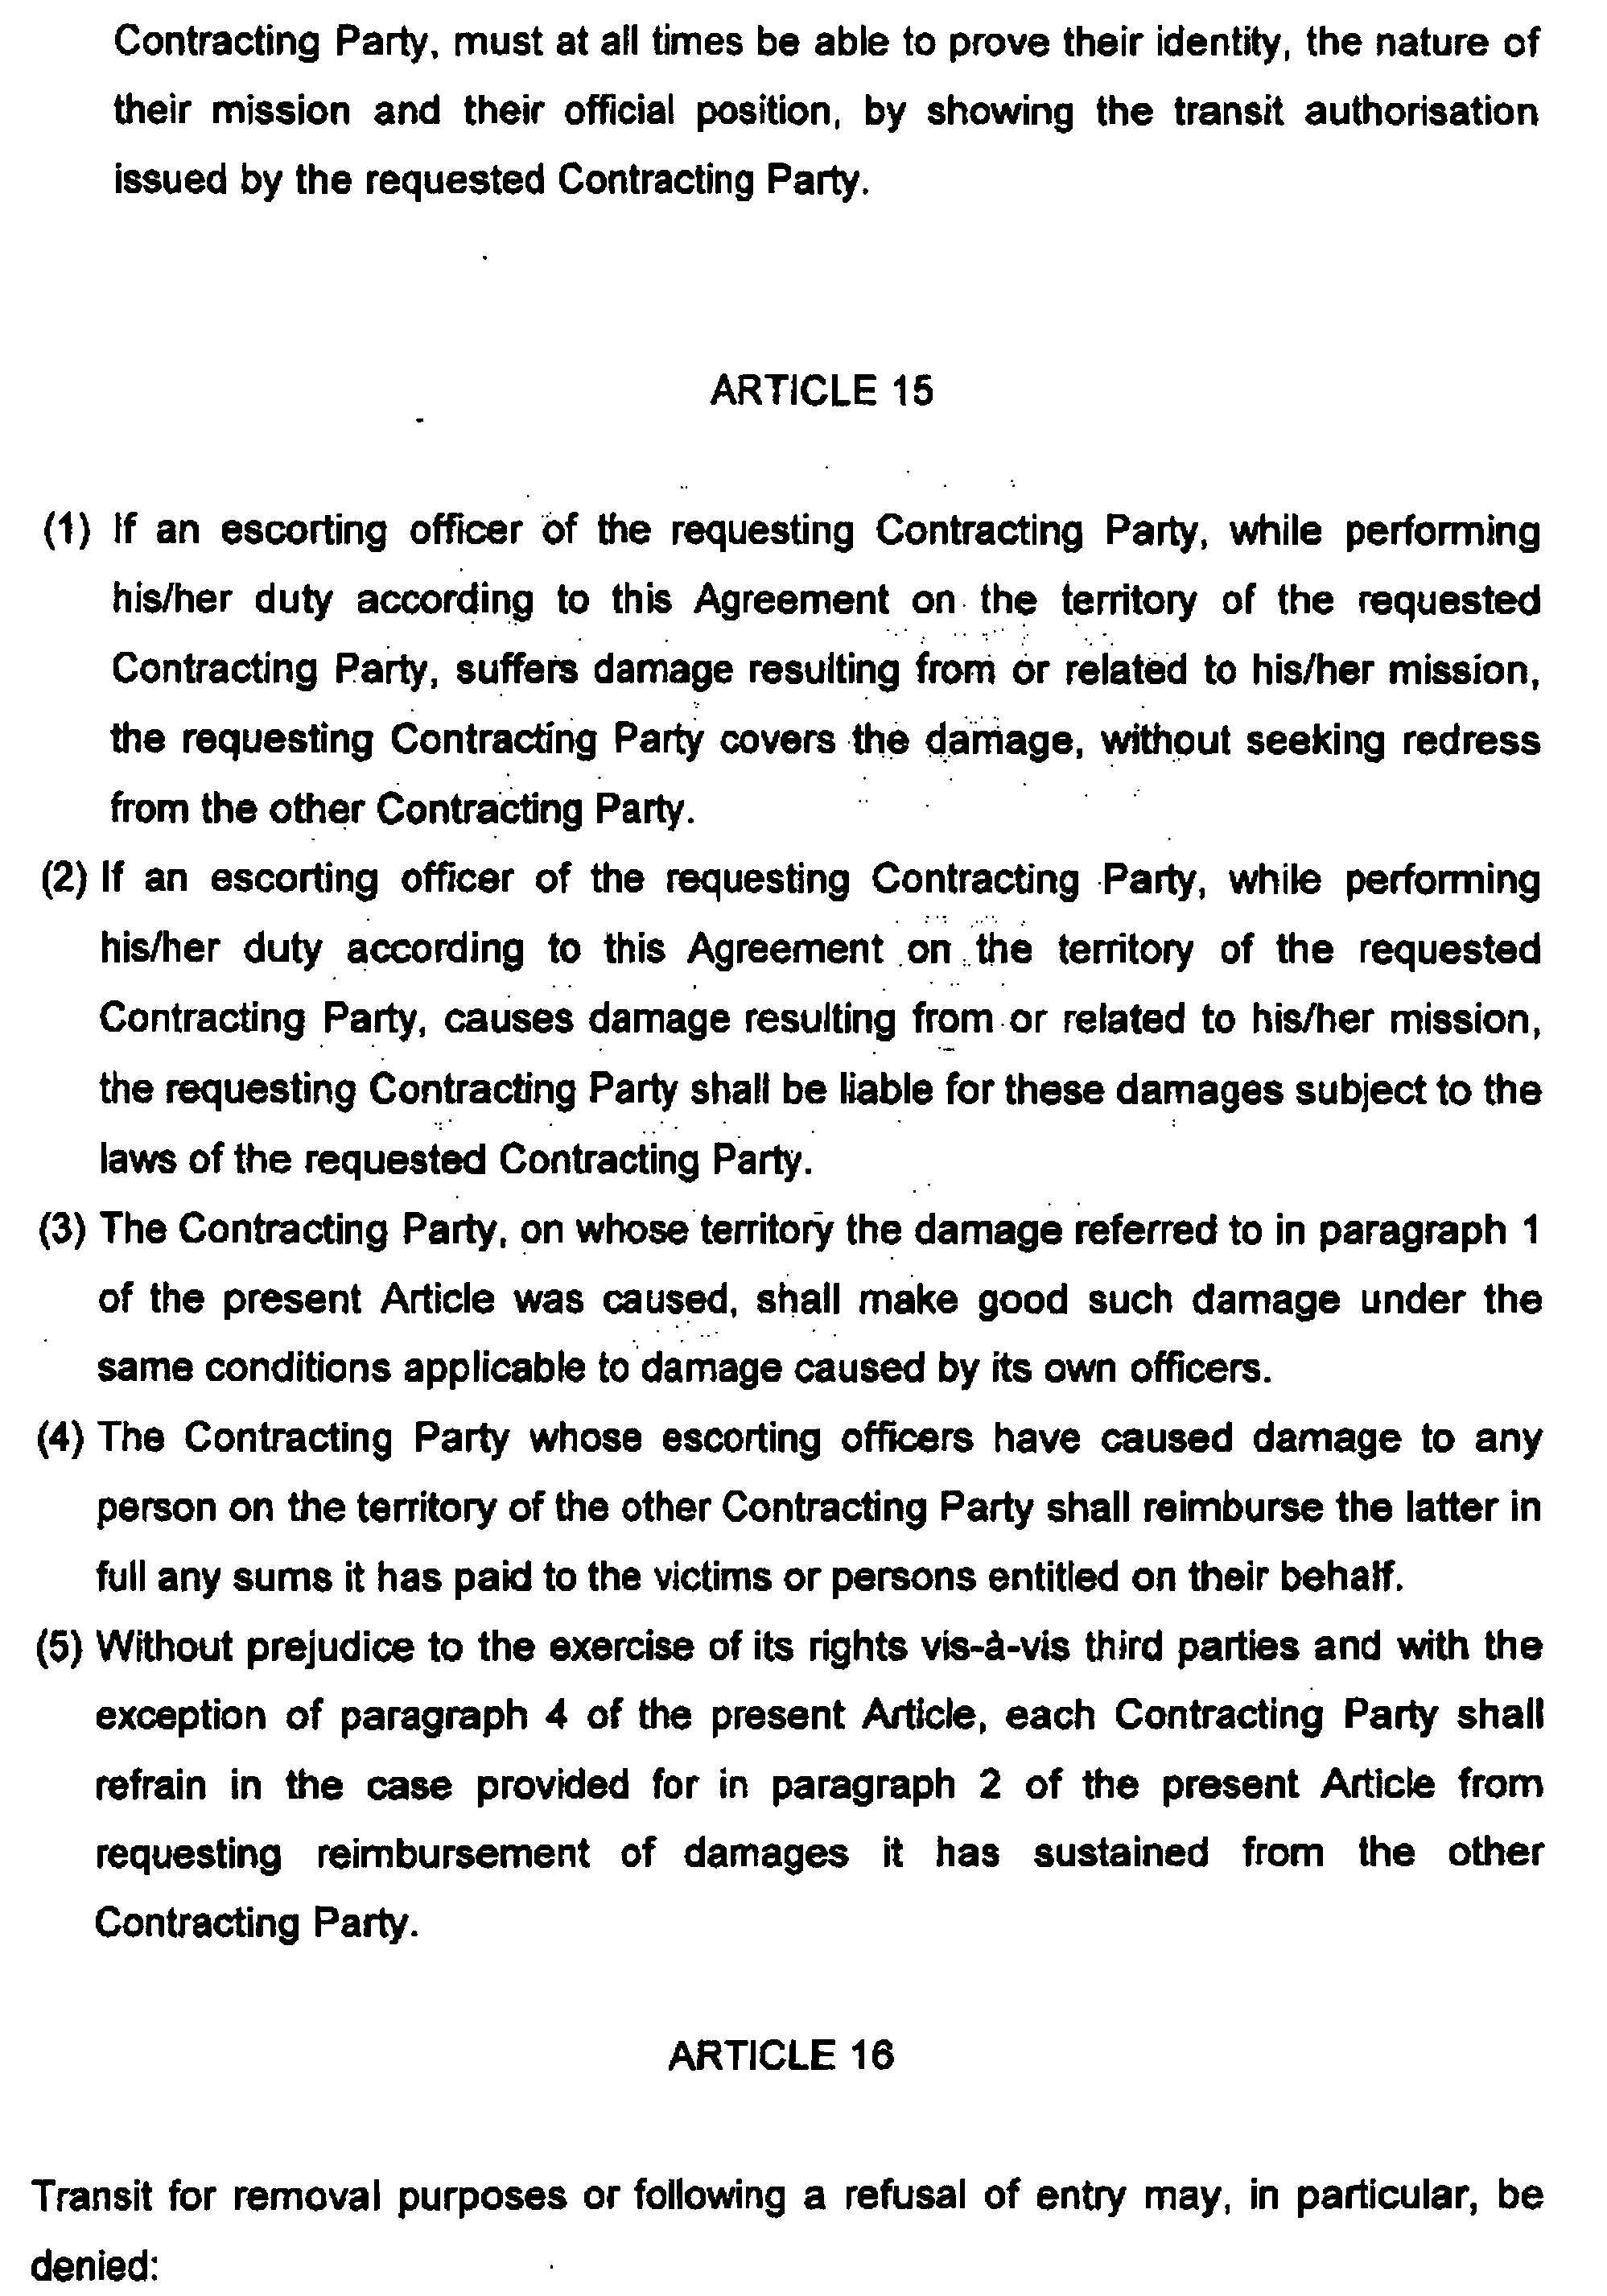 Contracting Party, must at all times be able to prove their identity, the nature of
their mission and their official position, by showing the transit authorisation
issued by the requested Contracting Party.
ARTICLE 15
(1) If an escorting officer of the requesting Contracting Party, while performing
his/her duty according to this Agreement on the territory of the requested
Contracting Party, suffers damage resulting from or related to his/her mission,
the requesting Contracting Party covers the damage, without seeking redress
from the other Contracting Party.
(2) If an escorting officer of the requesting Contracting Party, while performing
his/her duty according to this Agreement on the territory of the requested
Contracting Party, causes damage resulting from or related to his/her mission,
the requesting Contracting Party shall be liable for these damages subject to the
laws of the requested Contracting Party.
(3) The Contracting Party, on whose territory the damage referred to in paragraph 1
of the present Article was caused, shall make good such damage under the
same conditions applicable to damage caused by its own officers.
(4) The Contracting Party whose escorting officers have caused damage to any
person on the territory of the other Contracting Party shall reimburse the latter in
full any sums it has paid to the victims or persons entitled on their behalf.
(5) Without prejudice to the exercise of its rights vis-à-vis third parties and with the
exception of paragraph 4 of the present Article, each Contracting Party shall
refrain in the case provided for in paragraph 2 of the present Article from
requesting reimbursement of damages it has sustained from the other
Contracting Party.
ARTICLE 16
Transit for removal purposes or following a refusal of entry may, in particular, be
denied: